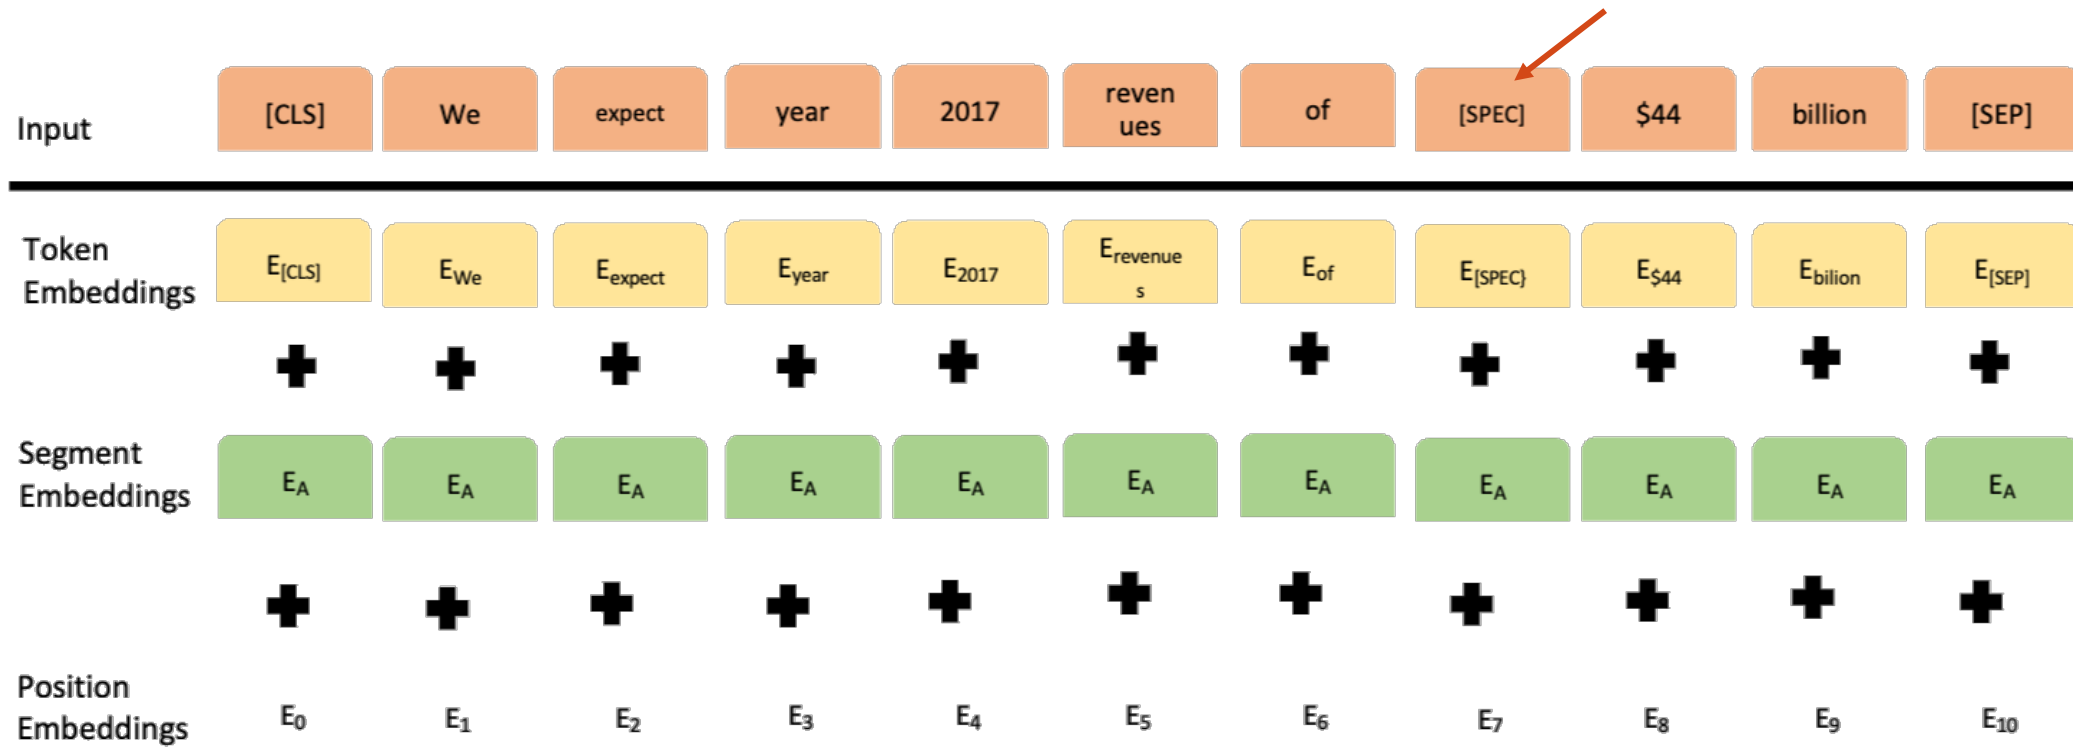 Input [CLS] We expect year 2017 reven of [SPEC] $44 billion [SEP]
ues
Token
Embeddings E[CLS] EWe Eexpect Eyear E2017 Erevenue Eof E[SPEC} E$44 Ebilion E[SEP]
s
Segment
Embeddings EA EA EA EA EA EA EA EA EA EA EA
Position
Embeddings E0 E1 E2 E3 E4 E5 E6 E7 E8 E9 E10